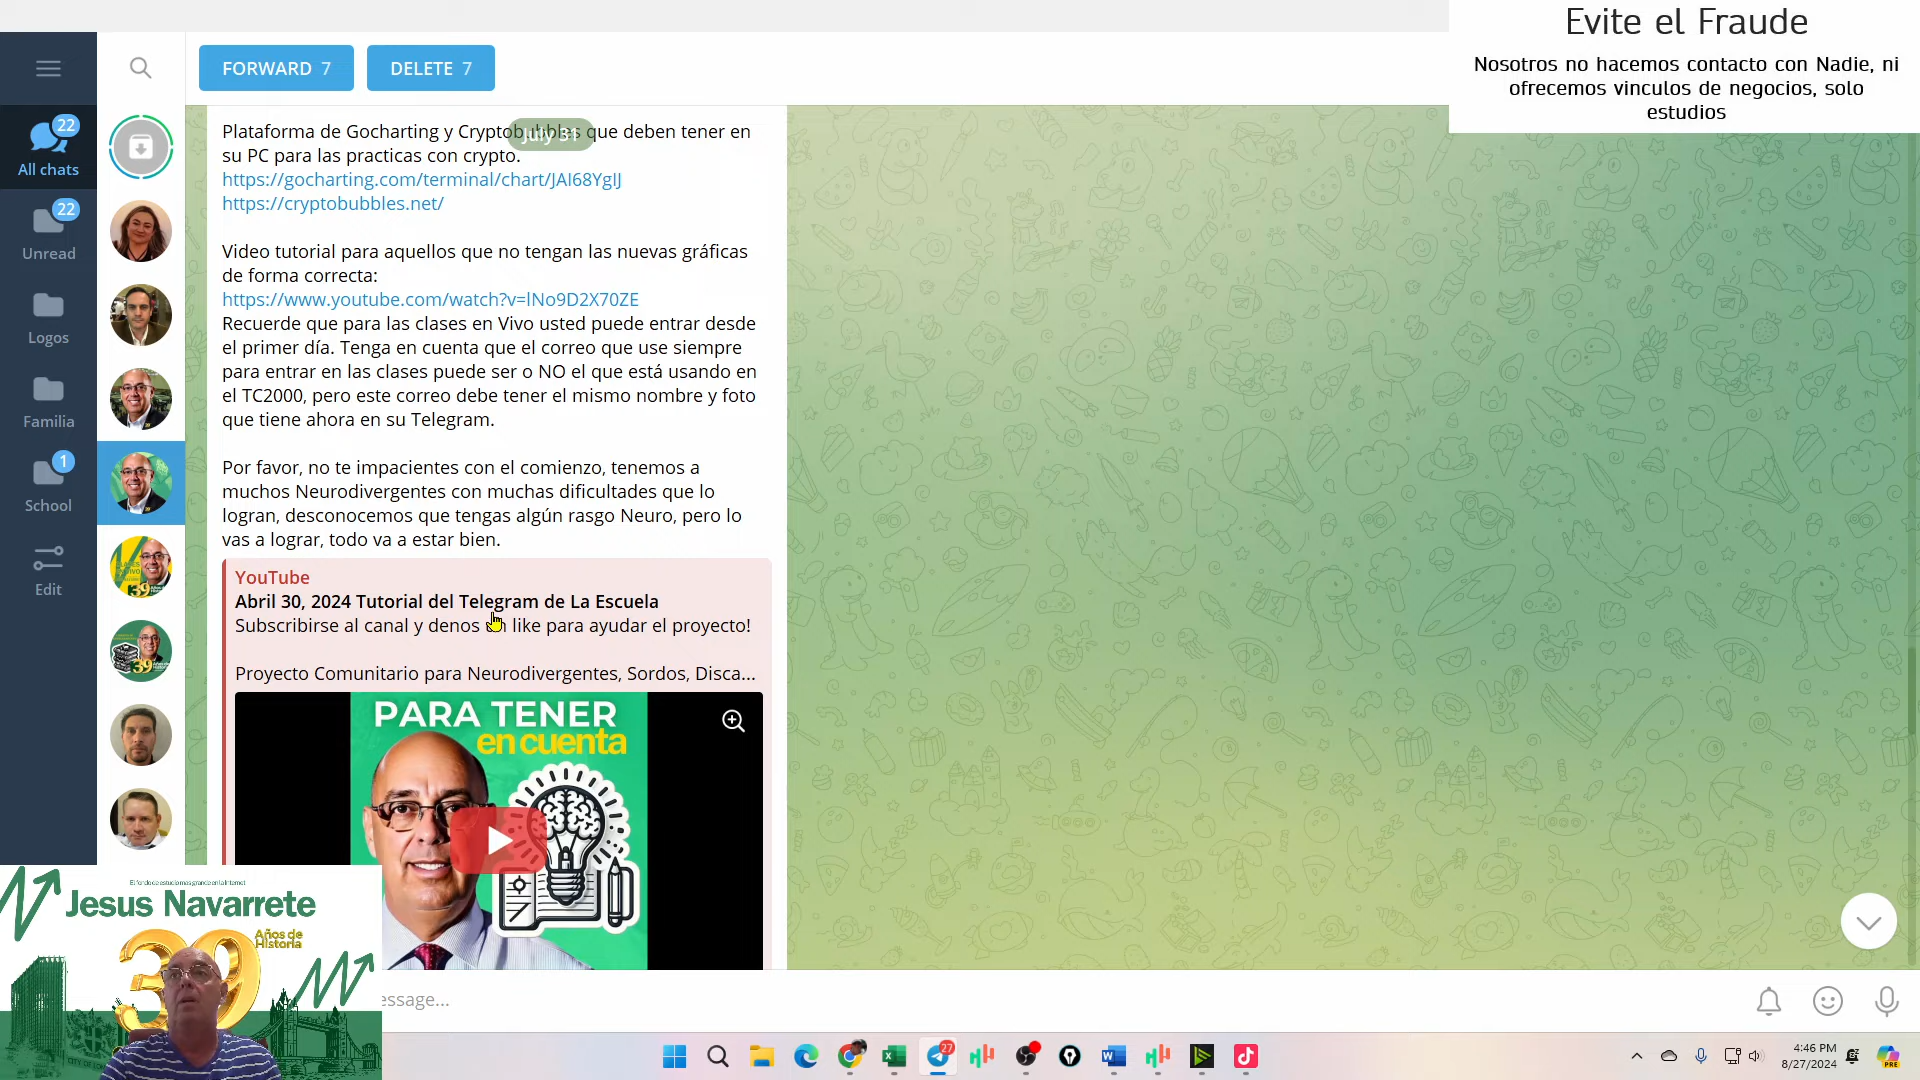 Evite el Fraude
Nosotros no hacemos contacto con Nadie, ni
ofrecemos vinculos de negocios, solo
estudios
FORWARD 7
DELETE 7
22
All chats
22
Unread
Logos
Familia
1
School
Edit
July 31
Plataforma de Gocharting y Cryptobubbles que deben tener en
su PC para las practicas con crypto.
https://gocharting.com/terminal/chart/JAI68YgIJ
https://cryptobubbles.net/
Video tutorial para aquellos que no tengan las nuevas gráficas
de forma correcta:
https://www.youtube.com/watch?v=lNo9D2X70ZE
Recuerde que para las clases en Vivo usted puede entrar desde
el primer día. Tenga en cuenta que el correo que use siempre
para entrar en las clases puede ser o NO el que está usando en
el TC2000, pero este correo debe tener el mismo nombre y foto
que tiene ahora en su Telegram.
Por favor, no te impacientes con el comienzo, tenemos a
muchos Neurodivergentes con muchas dificultades que lo
logran, desconocemos que tengas algún rasgo Neuro, pero lo
vas a lograr, todo va a estar bien.
YouTube
Abril 30, 2024 Tutorial del Telegram de La Escuela
Subscribirse al canal y denos un like para ayudar el proyecto!
Proyecto Comunitario para Neurodivergentes, Sordos, Disca...
PARA TENER
en cuenta
Jesus Navarrete
39
Años de
Historia
essage...
27
4:46 PM
8/27/2024
PRE